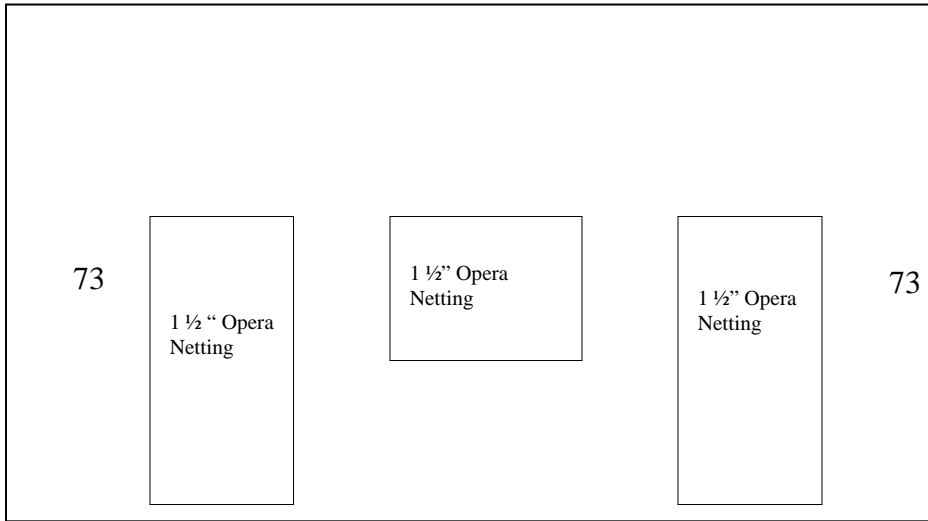 73
1 ½ “ Opera
Netting
1 ½” Opera
Netting
1 ½” Opera
Netting
73